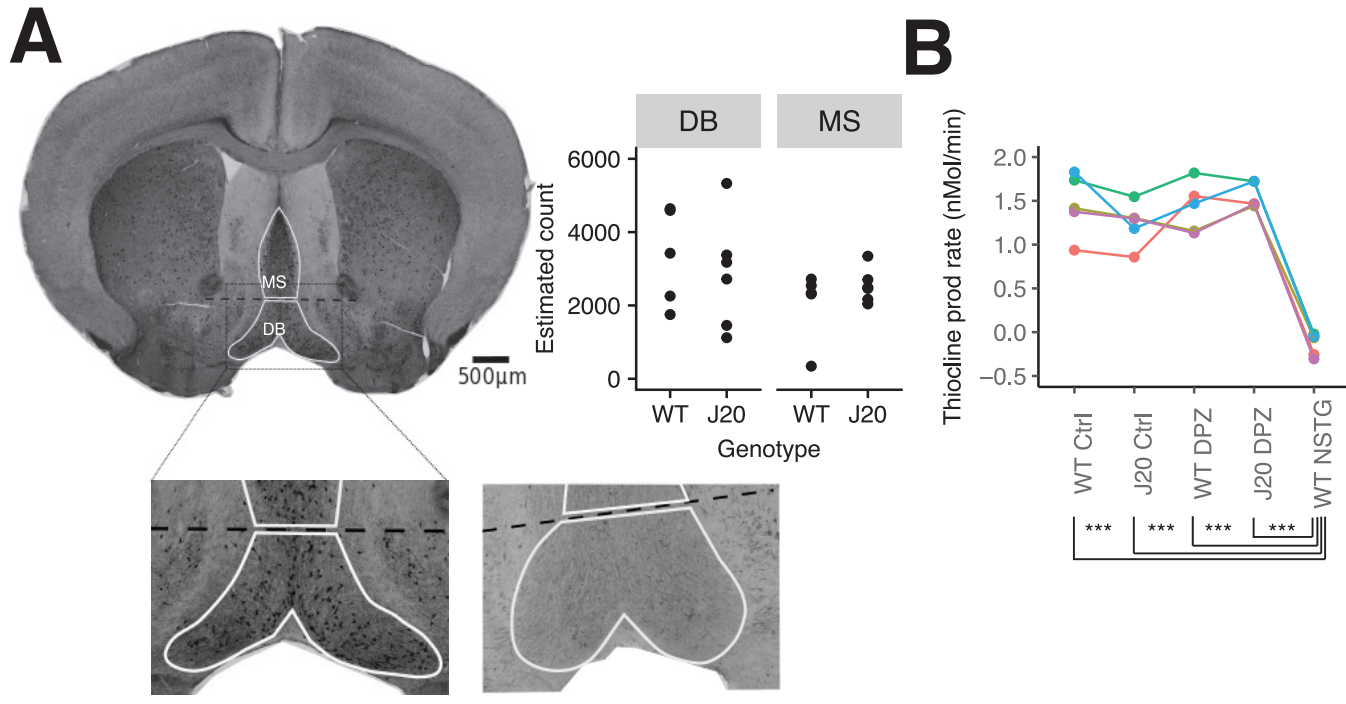 A
MS
DB
500μm
DB
MS
Estimated count
6000
4000
2000
0
WT
J20
WT
J20
Genotype
B
Thiocline prod rate (nMol/min)
2.0
1.5
1.0
0.5
0.0
−0.5
WT Ctrl
J20 Ctrl
WT DPZ
J20 DPZ
WT NSTG
*** *** *** ***